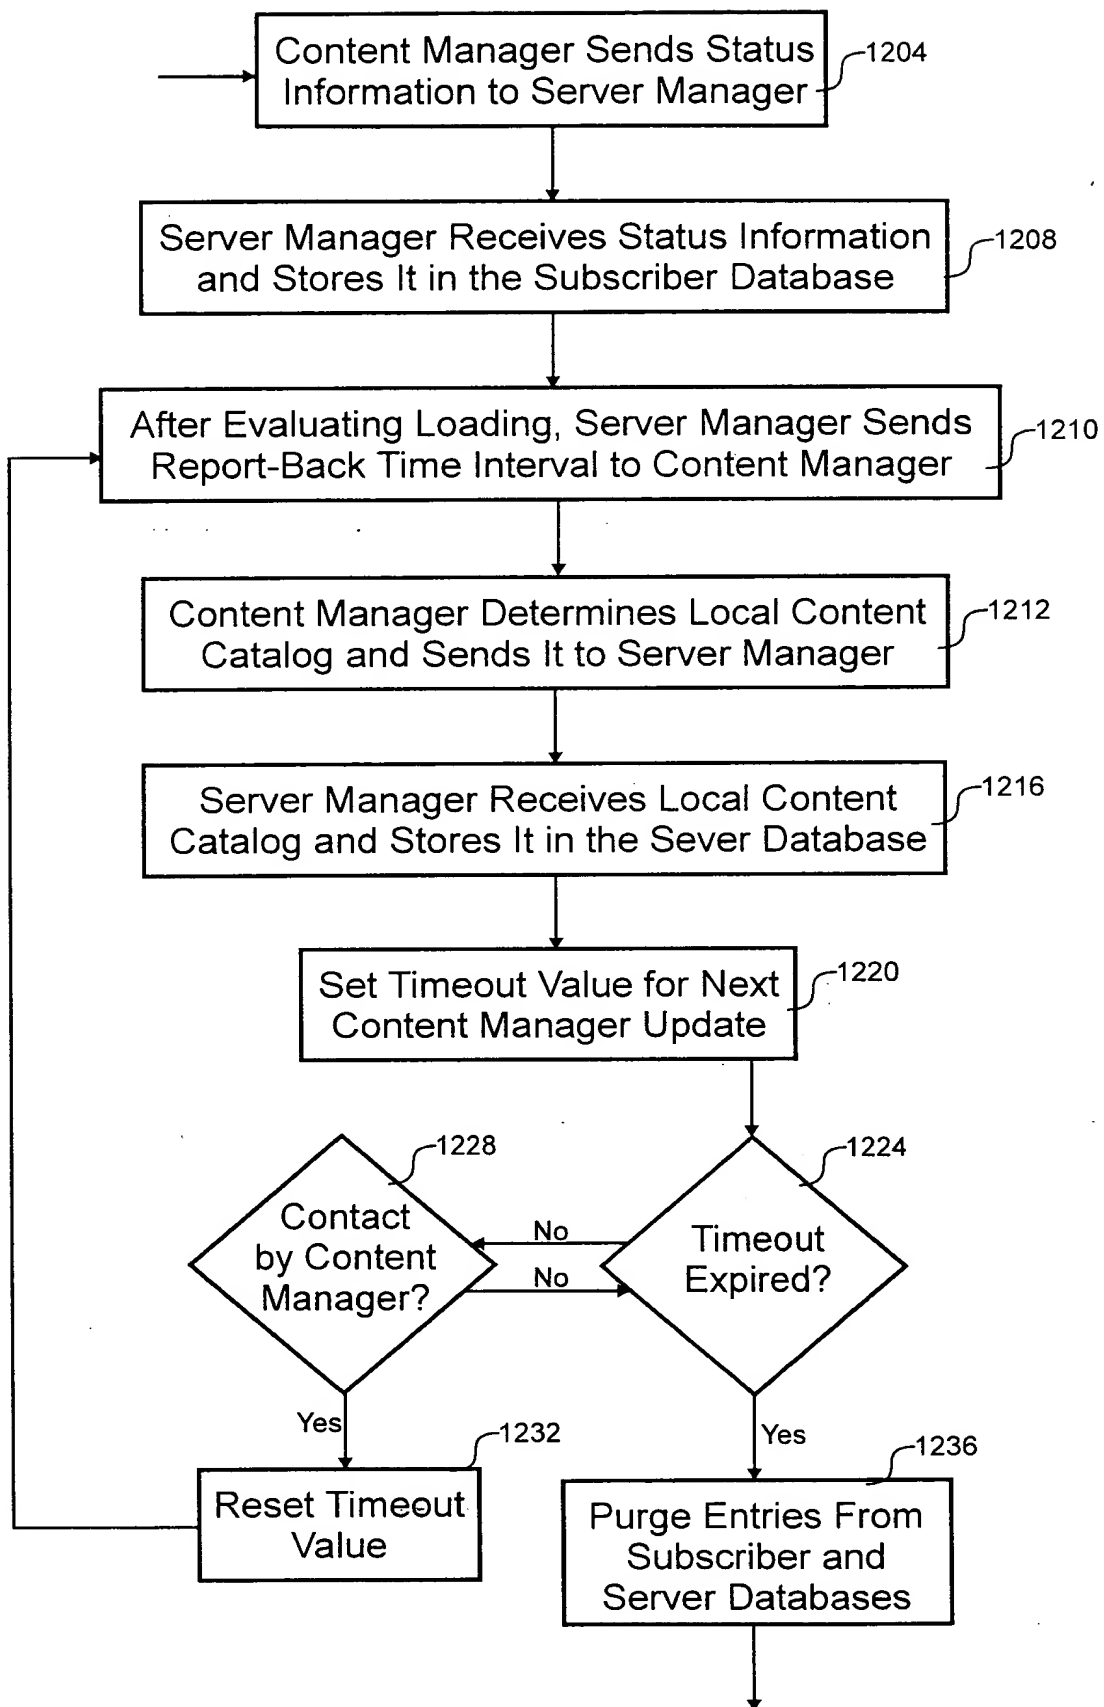 Content Manager Sends Status
Information to Server Manager
1204
Server Manager Receives Status Information
and Stores It in the Subscriber Database
1208
After Evaluating Loading, Server Manager Sends
Report-Back Time Interval to Content Manager
1210
Content Manager Determines Local Content
Catalog and Sends It to Server Manager
1212
Server Manager Receives Local Content
Catalog and Stores It in the Sever Database
1216
Set Timeout Value for Next
Content Manager Update
1220
1228
Contact
by Content
Manager?
No
No
1224
Timeout
Expired?
Yes
1232
Reset Timeout
Value
Yes
1236
Purge Entries From
Subscriber and
Server Databases